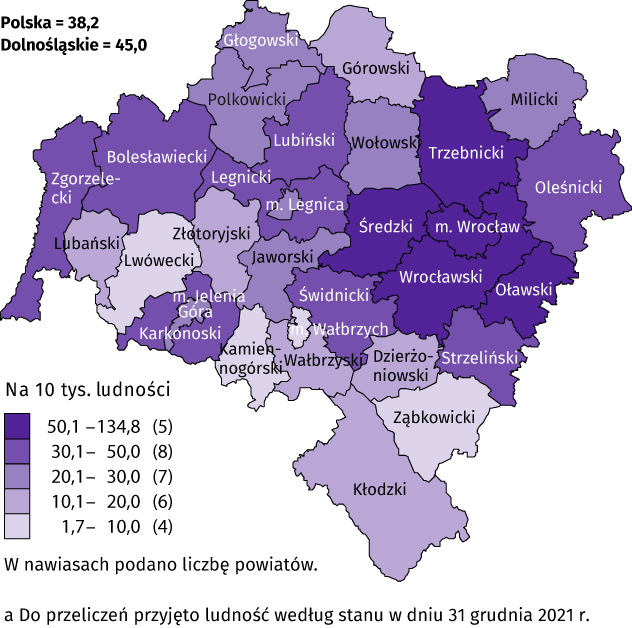 Polska = 38,2
Dolnośląskie = 45,0
Głogowski
Górowski
Polkowicki
Milicki
Lubiński
Wołowsk
Trzebnicki
Bolesławiecki
Zgorzele-
cki
Legnicki
Oleśnicki
m. Legnica
Średzki
m. Wrocław
Lubański
Złotoryjski
Lwówecki
Jaworski
Wrocławski
Oławski
m. Jelenia
Góra
Świdnicki
Karkonoski
m. Wałbrzych
Kamien-
nogórski
Wałbrzyski
Dzierżo-
niowski
Strzeliński
Ząbkowicki
Kłodzki
Na 10 tys. ludności
50,1 – 134,8 (5)
30,1 – 50,0 (8)
20,1 – 30,0 (7)
10,1 – 20,0 (6)
1,7 – 10,0 (4)
W nawiasach podano liczbę powiatów.
a Do przeliczeń przyjęto ludność według stanu w dniu 31 grudnia 2021 r.